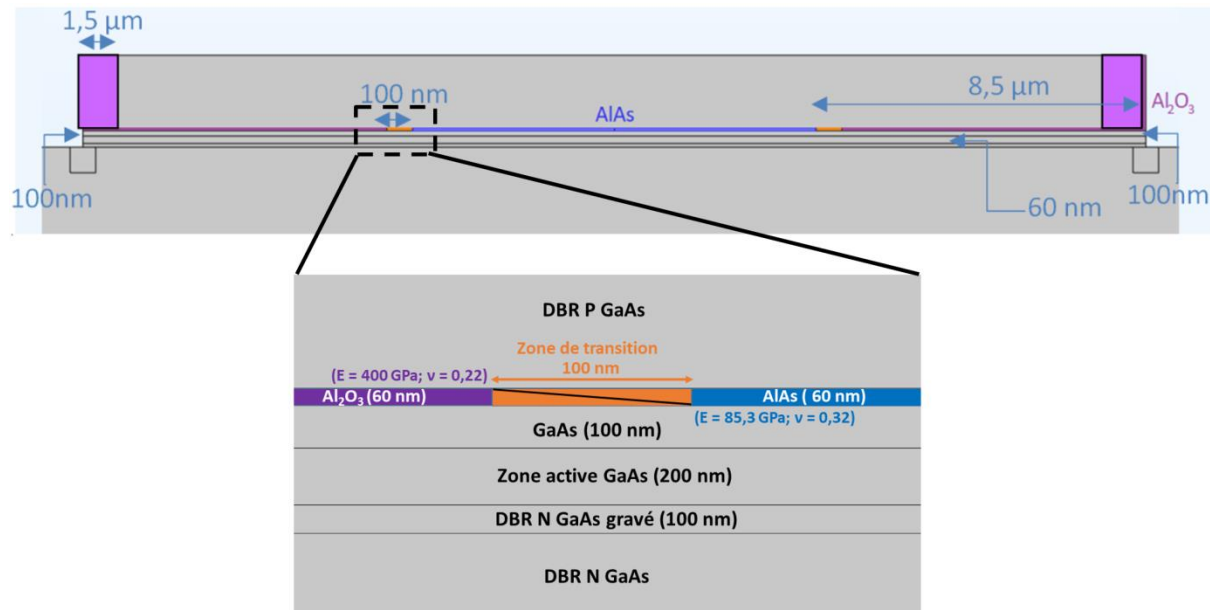 1,5 μm
100 nm
AlAs
8,5 μm
Al₂O₃
100nm
60 nm
100nm
DBR P GaAs
Zone de transition
100 nm
(E = 400 GPa; ν = 0,22)
Al₂O₃ (60 nm)
AlAs ( 60 nm)
(E = 85,3 GPa; ν = 0,32)
GaAs (100 nm)
Zone active GaAs (200 nm)
DBR N GaAs gravé (100 nm)
DBR N GaAs